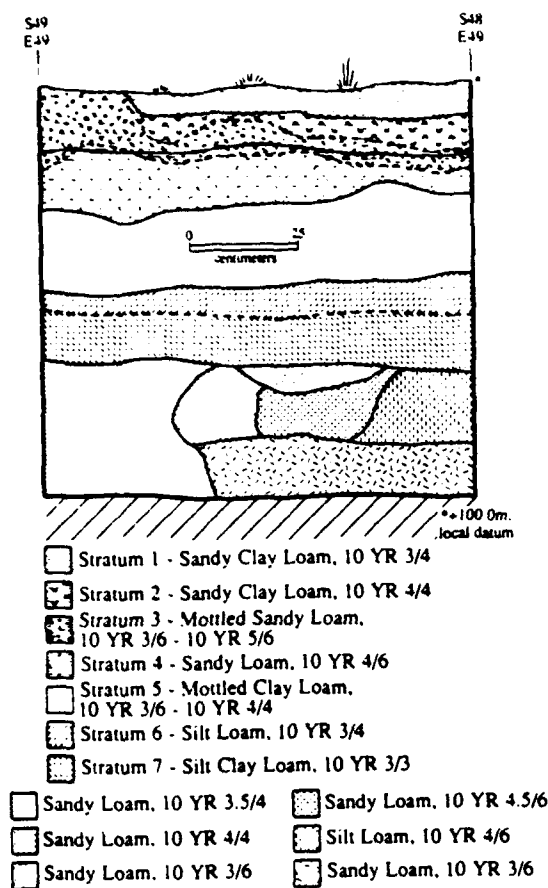 S49
E49
S48
E49
0 25
centimeters
*+100.0m.
local datum
Stratum 1 - Sandy Clay Loam, 10 YR 3/4
Stratum 2 - Sandy Clay Loam, 10 YR 4/4
Stratum 3 - Mottled Sandy Loam,
10 YR 3/6 - 10 YR 5/6
Stratum 4 - Sandy Loam, 10 YR 4/6
Stratum 5 - Mottled Clay Loam,
10 YR 3/6 - 10 YR 4/4
Stratum 6 - Silt Loam, 10 YR 3/4
Stratum 7 - Silt Clay Loam, 10 YR 3/3
Sandy Loam, 10 YR 3.5/4
Sandy Loam, 10 YR 4.5/6
Sandy Loam, 10 YR 4/4
Silt Loam, 10 YR 4/6
Sandy Loam, 10 YR 3/6
Sandy Loam, 10 YR 3/6